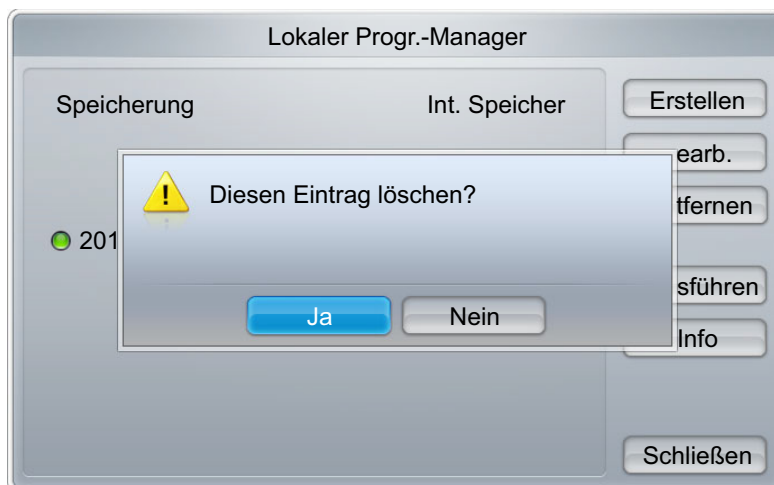 Lokaler Progr.-Manager
Speicherung Int. Speicher
Erstellen
earb.
Diesen Eintrag löschen?
tfernen
201
sführen
Ja Nein
Info
Schließen